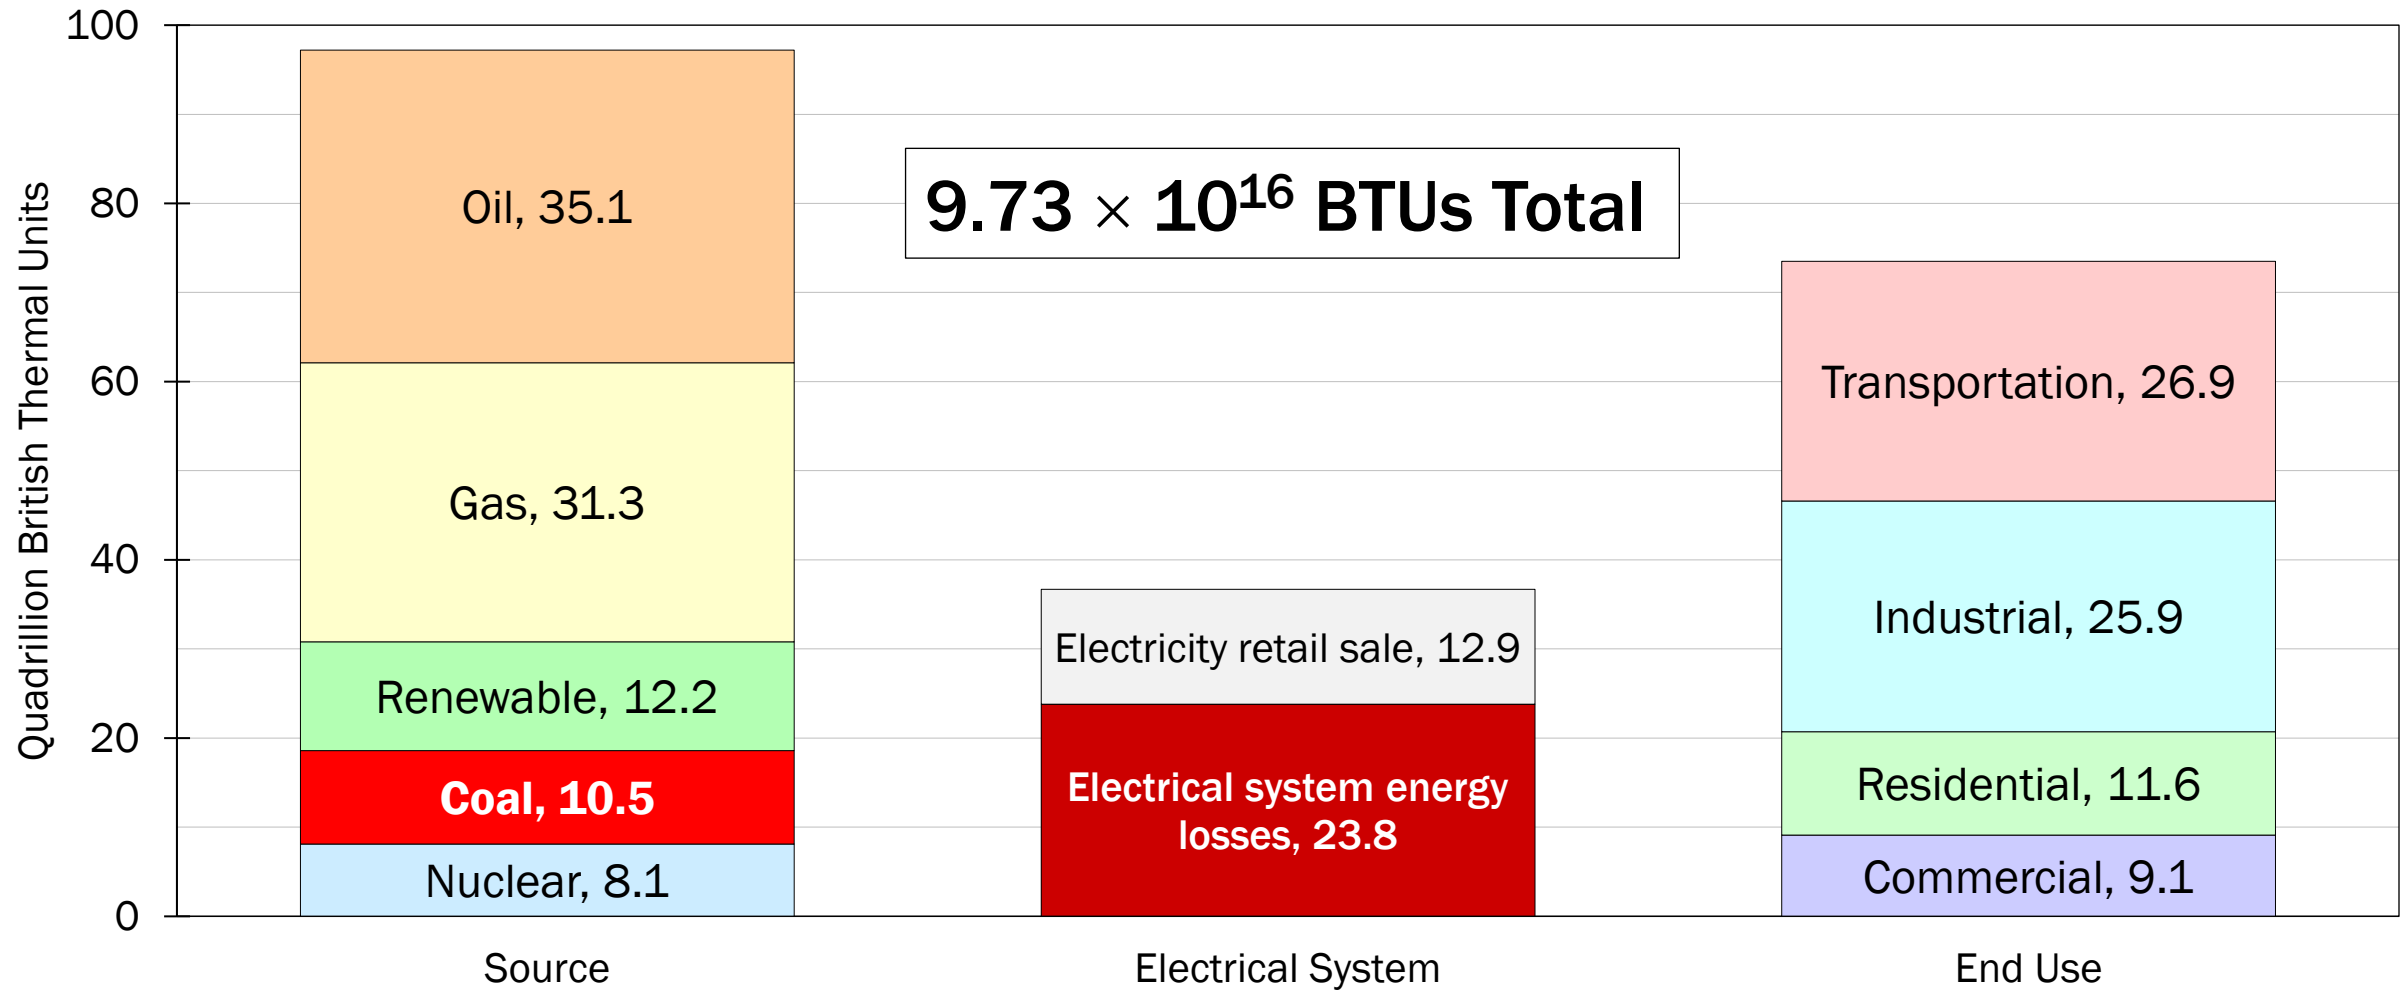 Quadrillion British Thermal Units
100
80
60
40
20
0
Oil, 35.1
Gas, 31.3
Renewable, 12.2
Coal, 10.5
Nuclear, 8.1
9.73 × 10¹⁶ BTUs Total
Electricity retail sale, 12.9
Electrical system energy
losses, 23.8
Transportation, 26.9
Industrial, 25.9
Residential, 11.6
Commercial, 9.1
Source
Electrical System
End Use